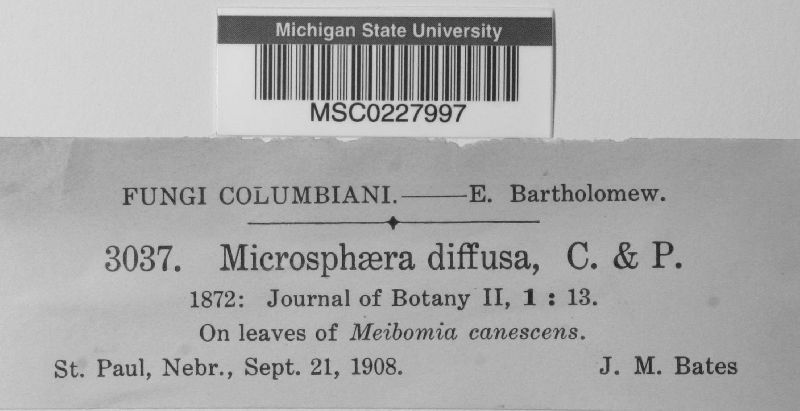 Michigan State University
MSC0227997
FUNGI COLUMBIANI.——E. Bartholomew.
3037. Microsphæra diffusa, C. & P.
1872: Journal of Botany II, 1 : 13.
On leaves of Meibomia canescens.
St. Paul, Nebr., Sept. 21, 1908. J. M. Bates